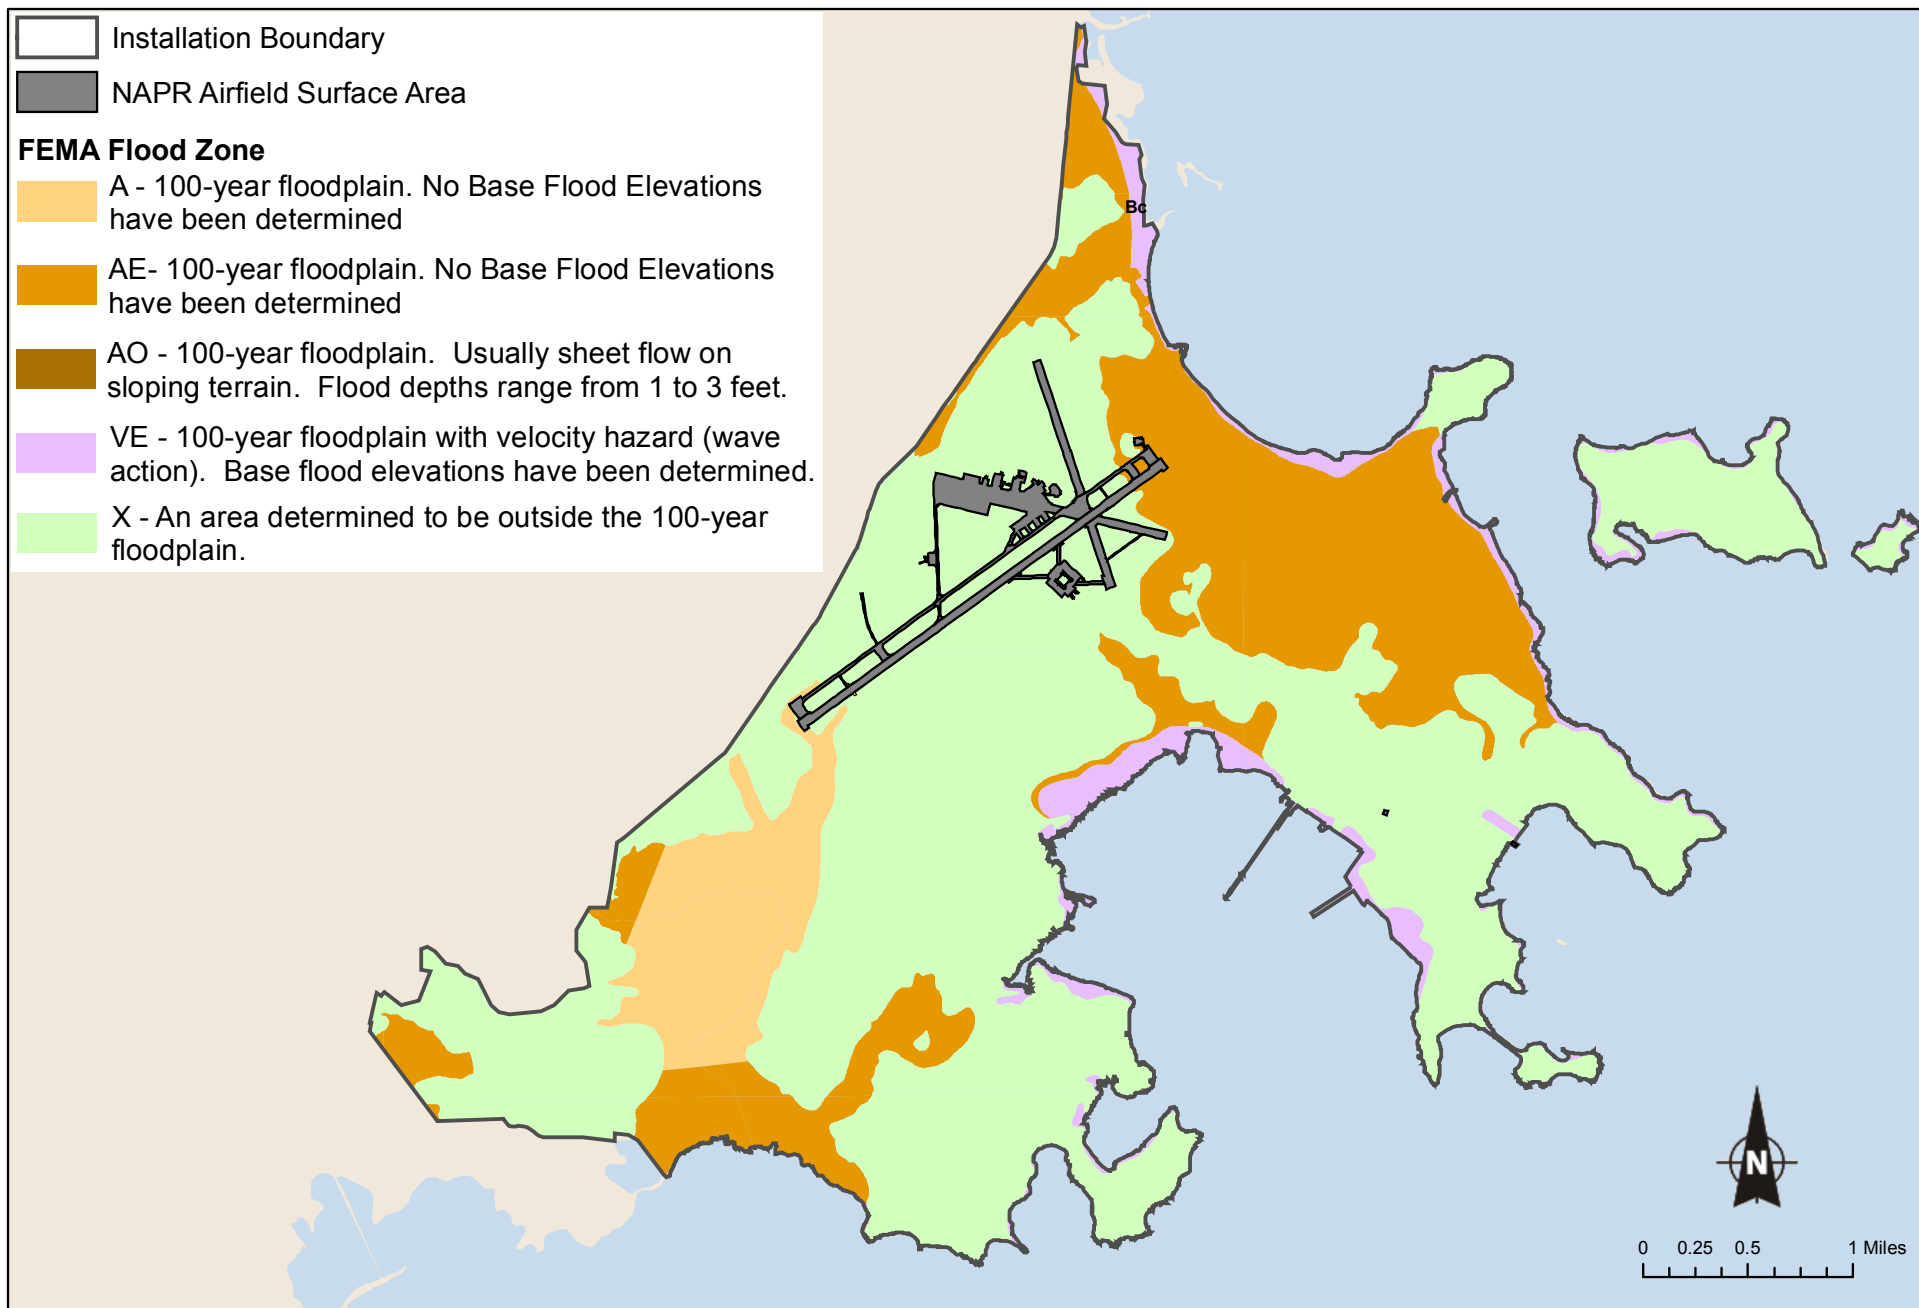 Installation Boundary
NAPR Airfield Surface Area
FEMA Flood Zone
A - 100-year floodplain. No Base Flood Elevations
have been determined
AE- 100-year floodplain. No Base Flood Elevations
have been determined
AO - 100-year floodplain.  Usually sheet flow on
sloping terrain.  Flood depths range from 1 to 3 feet.
VE - 100-year floodplain with velocity hazard (wave
action).  Base flood elevations have been determined.
X - An area determined to be outside the 100-year
floodplain.
Bc
N
0 0.25 0.5 1 Miles